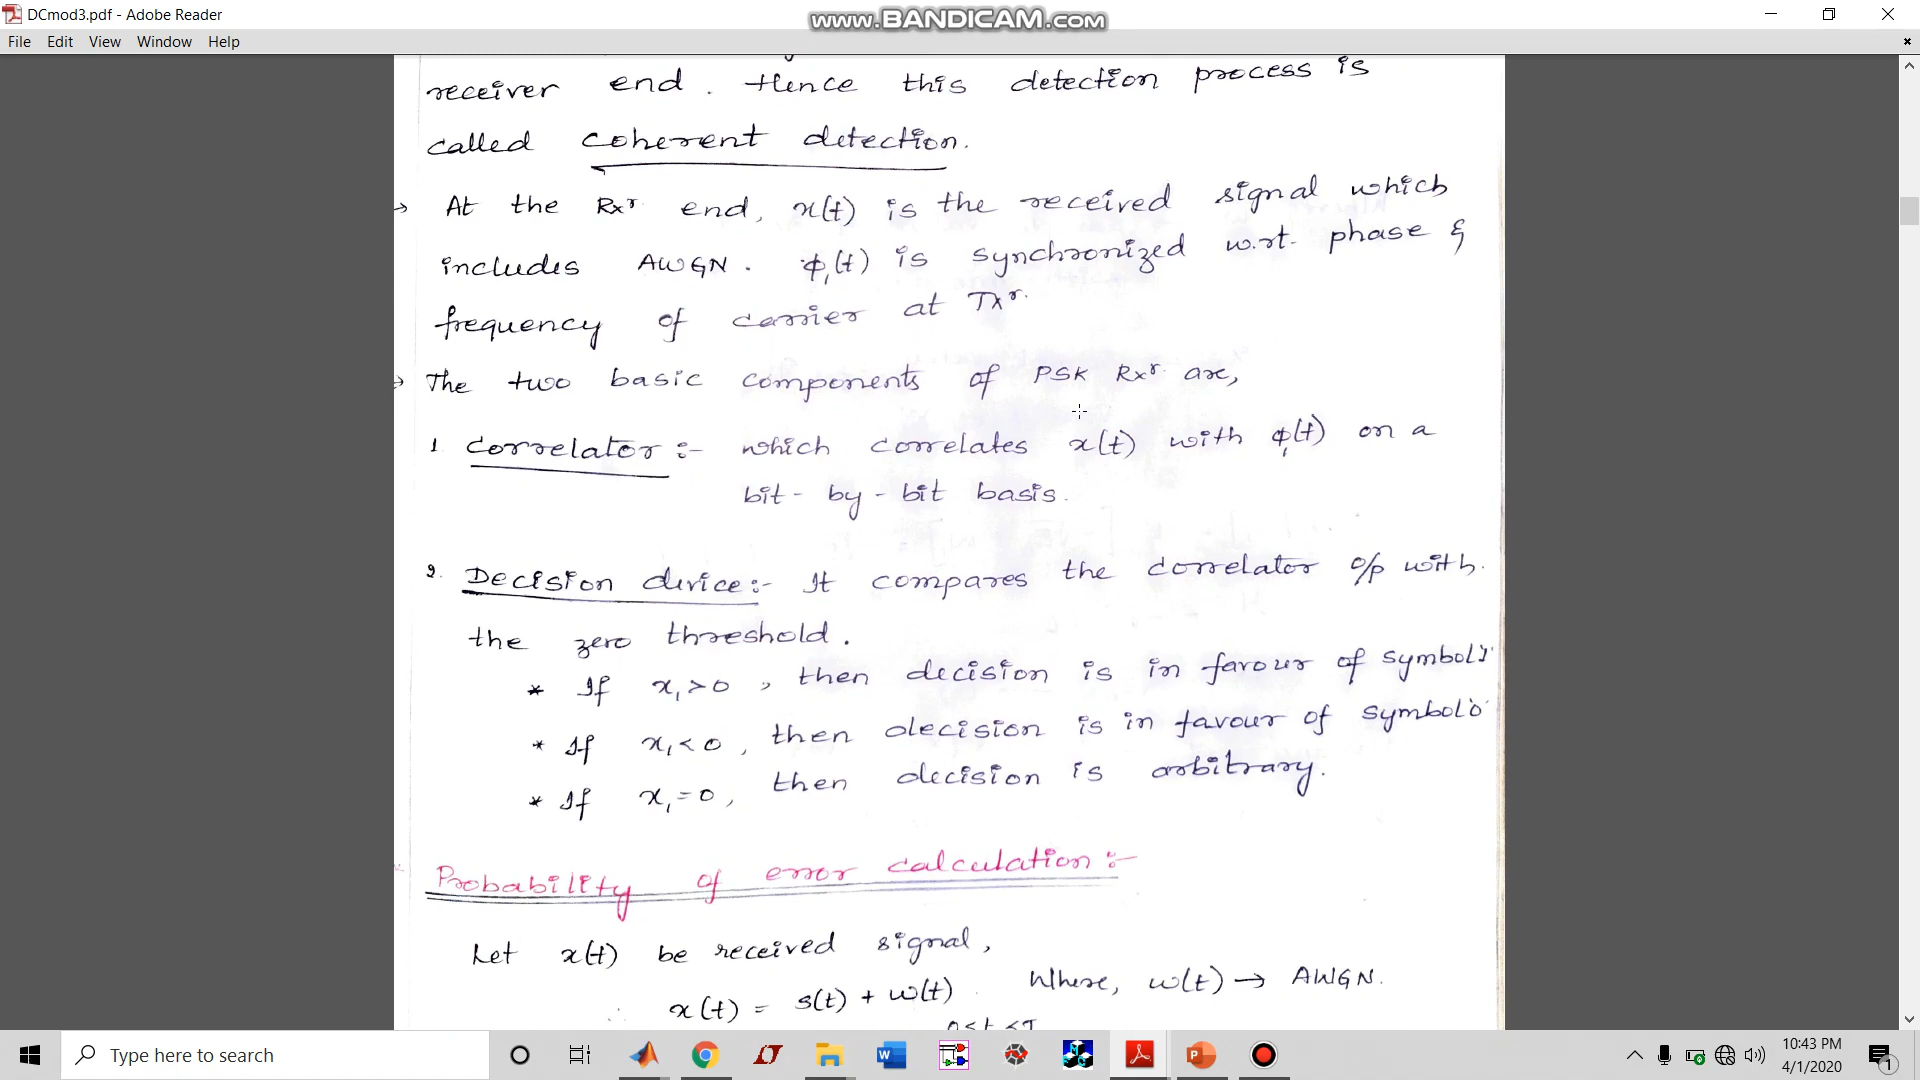 DCmod3.pdf - Adobe Reader
www.BANDICAM.com
File Edit View Window Help
receiver end. Hence this detection process is
called coherent detection.
→ At the Rxr. end, x(t) is the received signal which
includes AWGN. ϕ₁(t) is synchronized w.r.t. phase &
frequency of carrier at Txr.
→ The two basic components of PSK Rxr. are,
1. Correlator :- which correlates x(t) with ϕ₁(t) on a
bit-by-bit basis.
2. Decision device:- It compares the correlator o/p with
the zero threshold.
* If x₁>0, then decision is in favour of symbol '1'
* If x₁<0, then decision is in favour of symbol '0'
* If x₁=0, then decision is arbitrary.
Probability of error calculation :-
Let x(t) be received signal,
∴ x(t) = s(t) + w(t) Where, w(t) → AWGN.
0≤t≤T
Type here to search
10:43 PM
4/1/2020
1